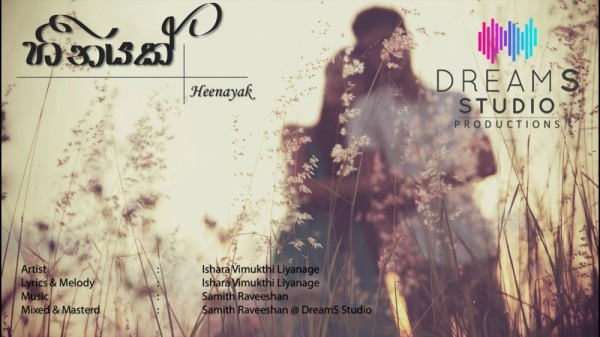 හීනයක්
Heenayak
DREAMS
STUDIO
PRODUCTIONS
Artist : Ishara Vimukthi Liyanage
Lyrics & Melody : Ishara Vimukthi Liyanage
Music : Samith Raveeshan
Mixed & Masterd : Samith Raveeshan @ DreamS Studio